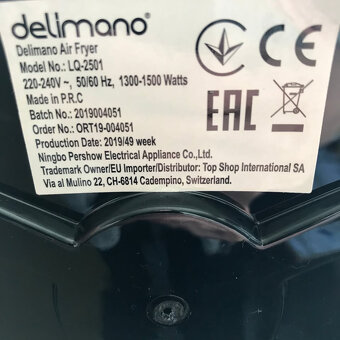 delimano®
Delimano Air Fryer
Model No.: LQ-2501
220-240V ~, 50/60 Hz, 1300-1500 Watts
Made in P.R.C
Batch No.: 2019004051
Order No.: ORT19-004051
Production Date: 2019/49 week
Ningbo Pershow Electrical Appliance Co.,Ltd.
Trademark Owner/EU Importer/Distributor: Top Shop International SA
Via al Mulino 22, CH-6814 Cadempino, Switzerland.
CE
EAC